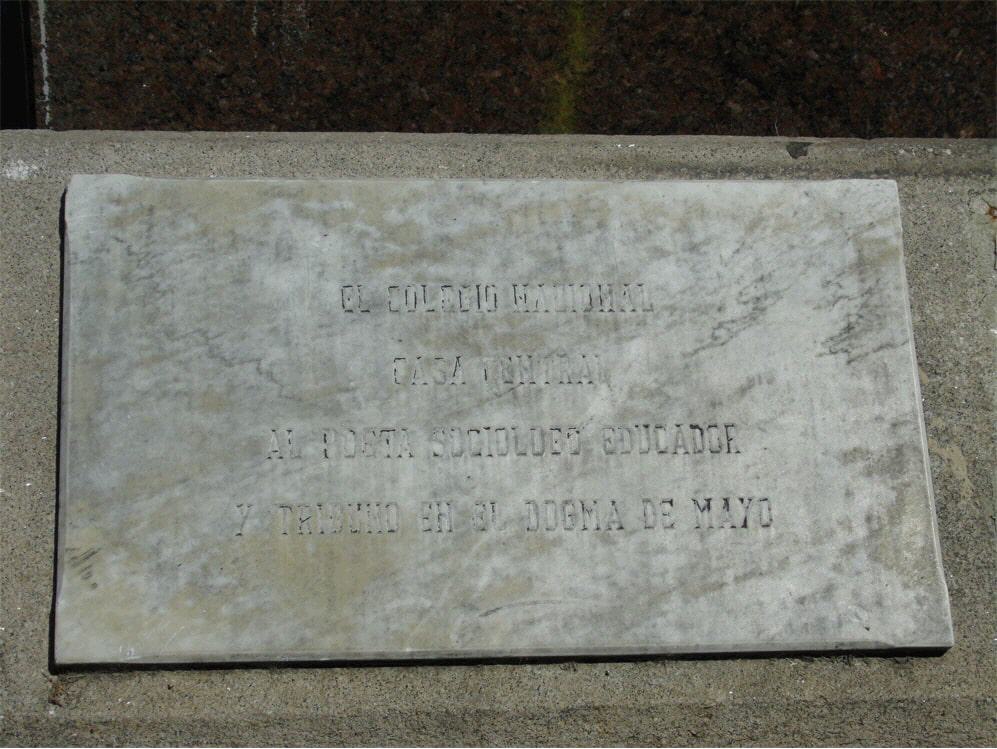 EL COLEGIO NACIONAL
CASA CENTRAL
AL POETA SOCIOLOGO EDUCADOR
Y TRIBUNO EN EL DOGMA DE MAYO